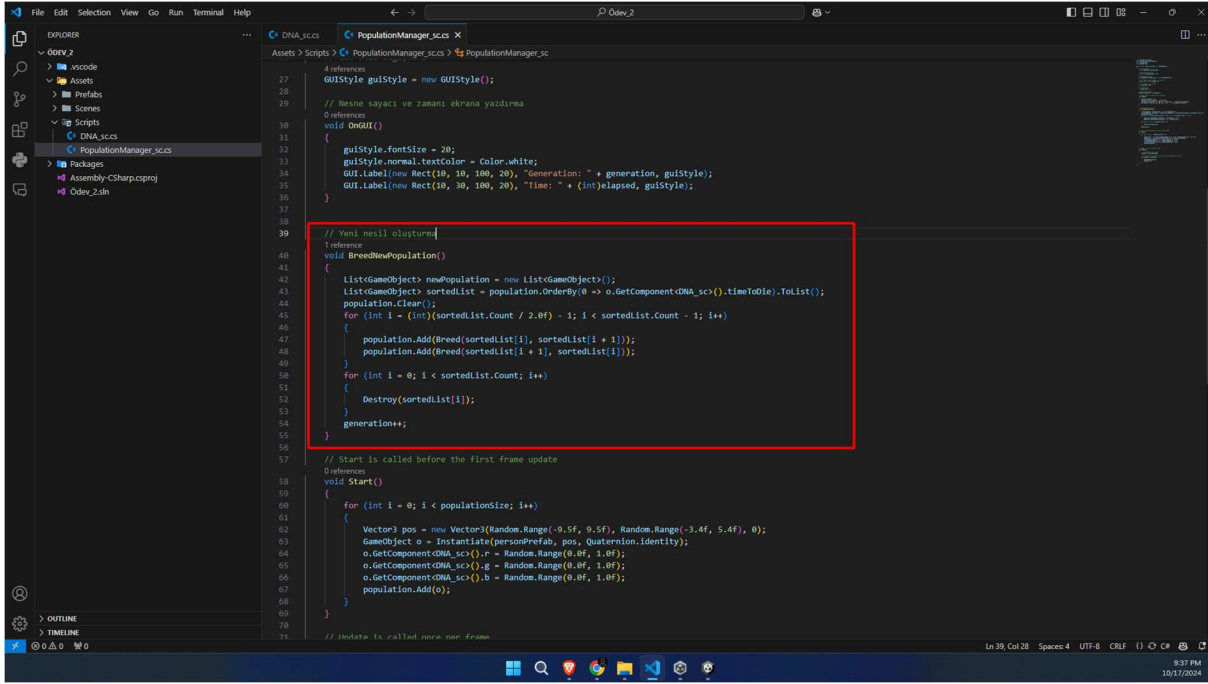 File Edit Selection View Go Run Terminal Help
Ödev_2
EXPLORER
ÖDEV_2
.vscode
Assets
Prefabs
Scenes
Scripts
DNA_sc.cs
PopulationManager_sc.cs
Packages
Assembly-CSharp.csproj
Ödev_2.sln
OUTLINE
TIMELINE
DNA_sc.cs PopulationManager_sc.cs
Assets > Scripts > PopulationManager_sc.cs > PopulationManager_sc
4 references
27 GUIStyle guiStyle = new GUIStyle();
28
29 // Nesne sayacı ve zamanı ekrana yazdırma
0 references
30 void OnGUI()
31 {
32 guiStyle.fontSize = 20;
33 guiStyle.normal.textColor = Color.white;
34 GUI.Label(new Rect(10, 10, 100, 20), "Generation: " + generation, guiStyle);
35 GUI.Label(new Rect(10, 30, 100, 20), "Time: " + (int)elapsed, guiStyle);
36 }
37
38
39 // Yeni nesil oluşturma
1 reference
40 void BreedNewPopulation()
41 {
42 List<GameObject> newPopulation = new List<GameObject>();
43 List<GameObject> sortedList = population.OrderBy(0 => o.GetComponent<DNA_sc>().timeToDie).ToList();
44 population.Clear();
45 for (int i = (int)(sortedList.Count / 2.0f) - 1; i < sortedList.Count - 1; i++)
46 {
47 population.Add(Breed(sortedList[i], sortedList[i + 1]));
48 population.Add(Breed(sortedList[i + 1], sortedList[i]));
49 }
50 for (int i = 0; i < sortedList.Count; i++)
51 {
52 Destroy(sortedList[i]);
53 }
54 generation++;
55 }
56
57 // Start is called before the first frame update
0 references
58 void Start()
59 {
60 for (int i = 0; i < populationSize; i++)
61 {
62 Vector3 pos = new Vector3(Random.Range(-9.5f, 9.5f), Random.Range(-3.4f, 5.4f), 0);
63 GameObject o = Instantiate(personPrefab, pos, Quaternion.identity);
64 o.GetComponent<DNA_sc>().r = Random.Range(0.0f, 1.0f);
65 o.GetComponent<DNA_sc>().g = Random.Range(0.0f, 1.0f);
66 o.GetComponent<DNA_sc>().b = Random.Range(0.0f, 1.0f);
67 population.Add(o);
68 }
69 }
70
71 // Update is called once per frame
0 0 0
Ln 39, Col 28 Spaces: 4 UTF-8 CRLF {} C#
9:37 PM
10/17/2024